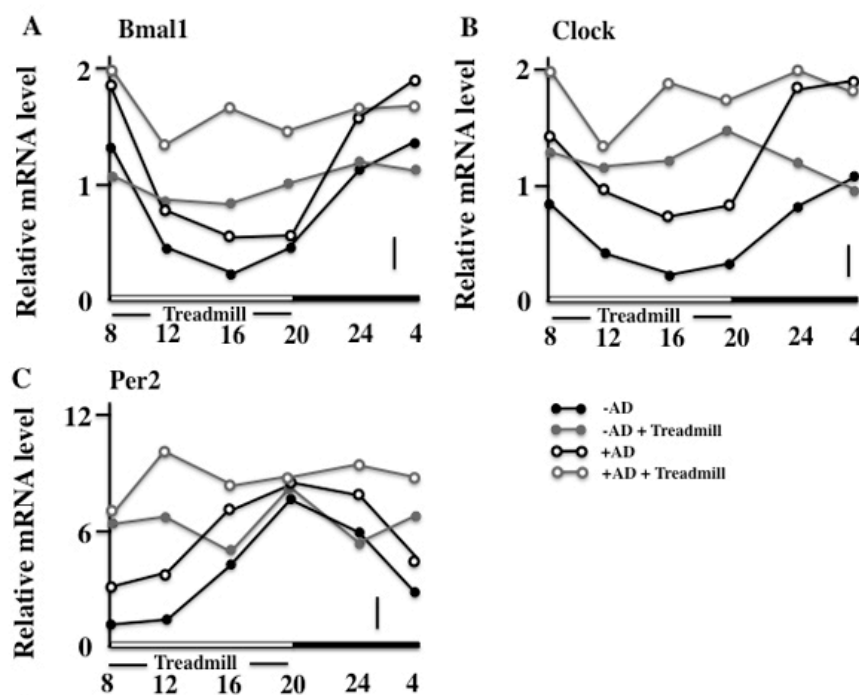 A
Bmal1
Relative mRNA level
2
1
0
Treadmill
8 12 16 20 24 4
B
Clock
Relative mRNA level
2
1
0
Treadmill
8 12 16 20 24 4
C
Per2
Relative mRNA level
12
6
0
Treadmill
8 12 16 20 24 4
-AD
-AD + Treadmill
+AD
+AD + Treadmill